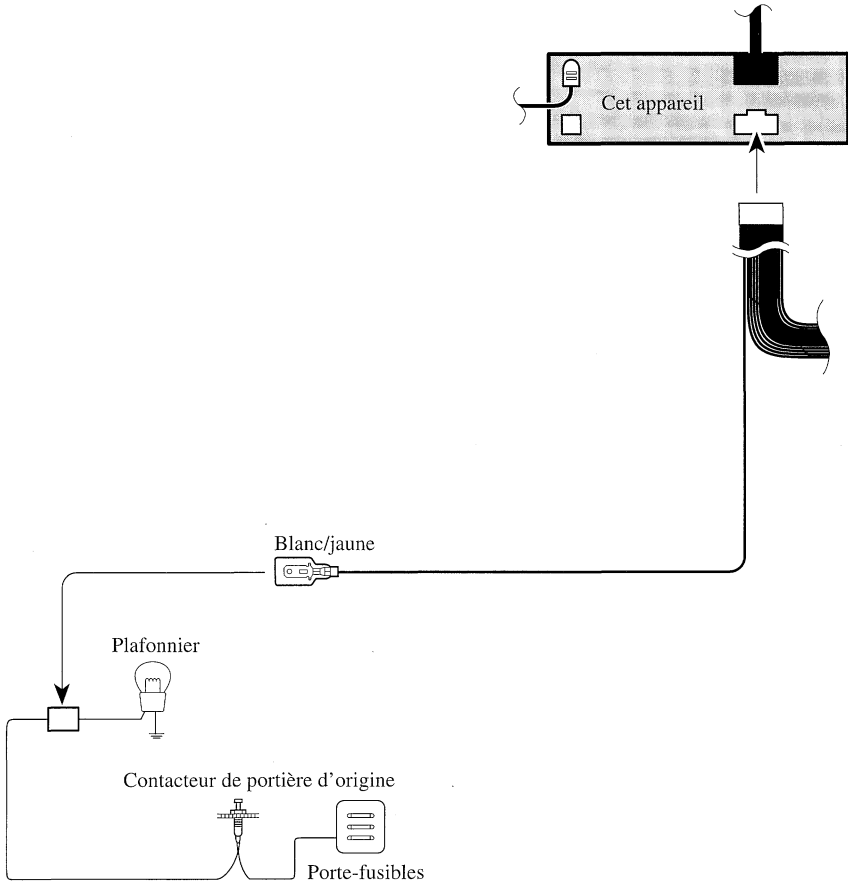 Cet appareil
Blanc/jaune
Plafonnier
Contacteur de portière d'origine
Porte-fusibles